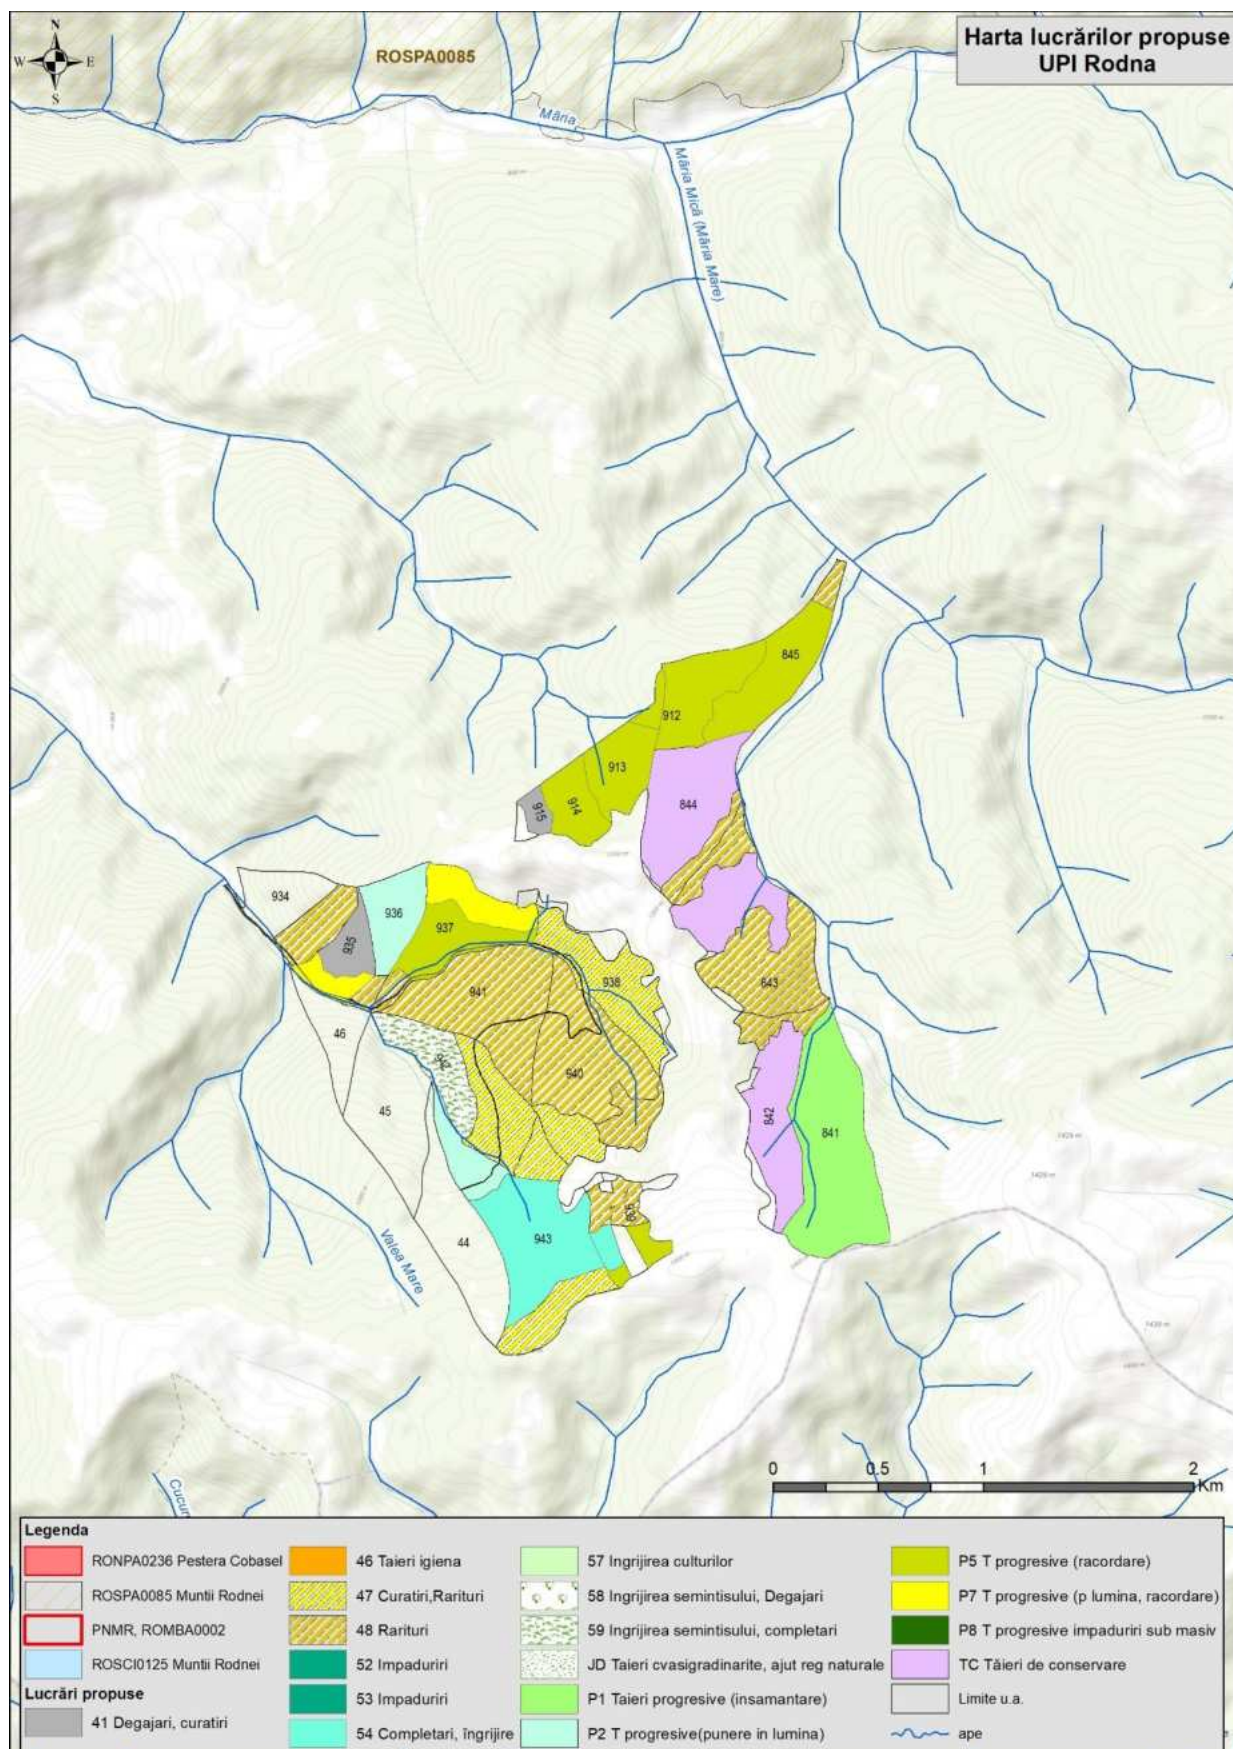 N
W E
S
ROSPA0085
Harta lucrărilor propuse
UPI Rodna
Măria
Măria Mică (Măria Mare)
845
912
913
914
915
844
934
936
937
935
938
941
843
46
940
45
842
841
44
943
Valea Mare
1429 m
1429 m
1429 m
0 0.5 1 2
Km
Legenda
RONPA0236 Pestera Cobasel
ROSPA0085 Muntii Rodnei
PNMR, ROMBA0002
ROSCI0125 Muntii Rodnei
Lucrări propuse
41 Degajari, curatiri
46 Taieri igiena
47 Curatiri,Rarituri
48 Rarituri
52 Impaduriri
53 Impaduriri
54 Completari, îngrijire
57 Ingrijirea culturilor
58 Ingrijirea semintisului, Degajari
59 Ingrijirea semintisului, completari
JD Taieri cvasigradinarite, ajut reg naturale
P1 Taieri progresive (insamantare)
P2 T progresive(punere in lumina)
P5 T progresive (racordare)
P7 T progresive (p lumina, racordare)
P8 T progresive impaduriri sub masiv
TC Tăieri de conservare
Limite u.a.
ape